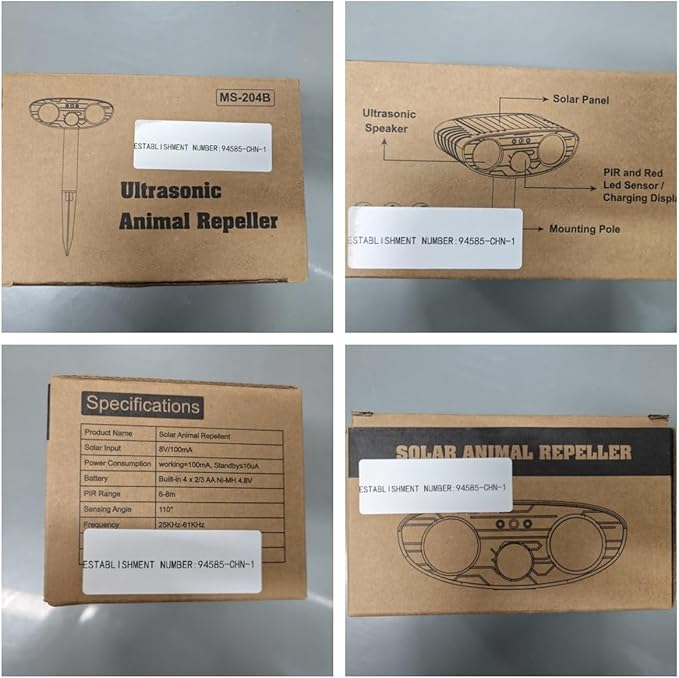 MS-204B
ESTABLISHMENT NUMBER:94585-CHN-1
Ultrasonic
Animal Repeller
Solar Panel
Ultrasonic
Speaker
PIR and Red
Led Sensor /
Charging Displa
ESTABLISHMENT NUMBER:94585-CHN-1
Mounting Pole
Specifications
Product Name Solar Animal Repellent
Solar Input 8V/100mA
Power Consumption working=100mA, Standby≤10uA
Battery Built-in 4 x 2/3 AA Ni-MH 4.8V
PIR Range 6-8m
Sensing Angle 110°
Frequency 25KHz-61KHz
ESTABLISHMENT NUMBER:94585-CHN-1
SOLAR ANIMAL REPELLER
ESTABLISHMENT NUMBER:94585-CHN-1